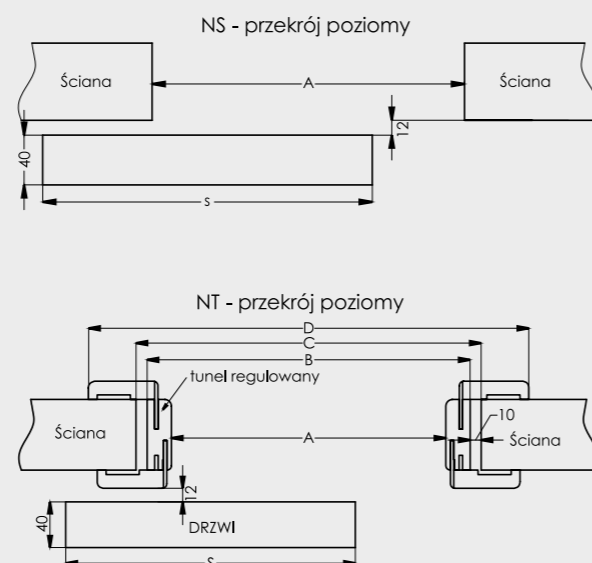 NS - przekrój poziomy
Ściana
A
Ściana
12
40
s
NT - przekrój poziomy
D
C
B
tunel regulowany
10
Ściana
A
Ściana
12
40
DRZWI
S